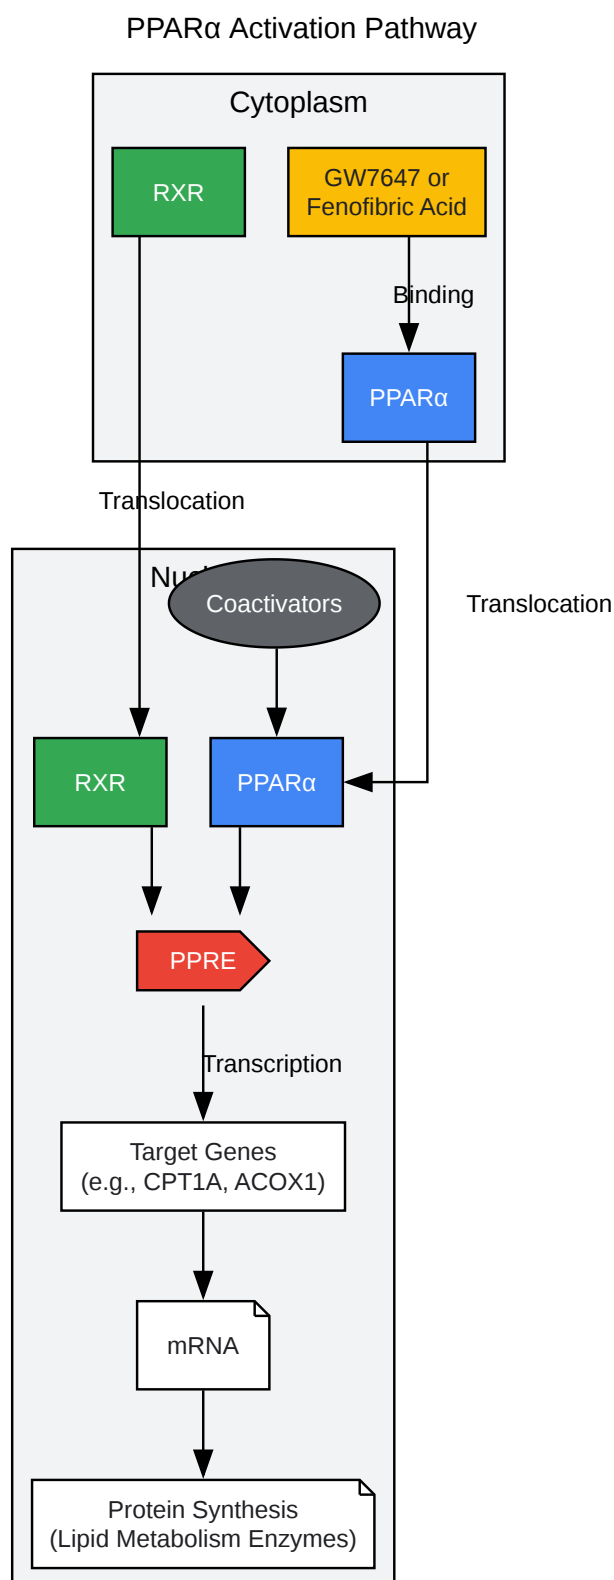 PPARα Activation Pathway
Cytoplasm
RXR
GW7647 or
Fenofibric Acid
Binding
PPARα
Translocation
Translocation
Coactivators
RXR
PPARα
PPRE
Transcription
Target Genes
(e.g., CPT1A, ACOX1)
mRNA
Protein Synthesis
(Lipid Metabolism Enzymes)